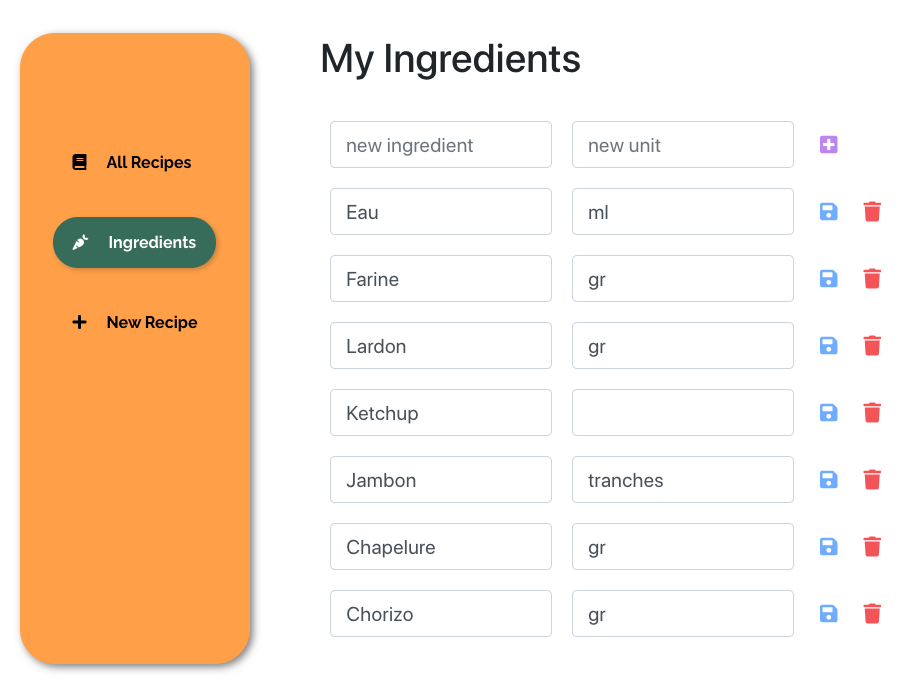 All Recipes
Ingredients
New Recipe
My Ingredients
new ingredient new unit
Eau ml
Farine gr
Lardon gr
Ketchup
Jambon tranches
Chapelure gr
Chorizo gr